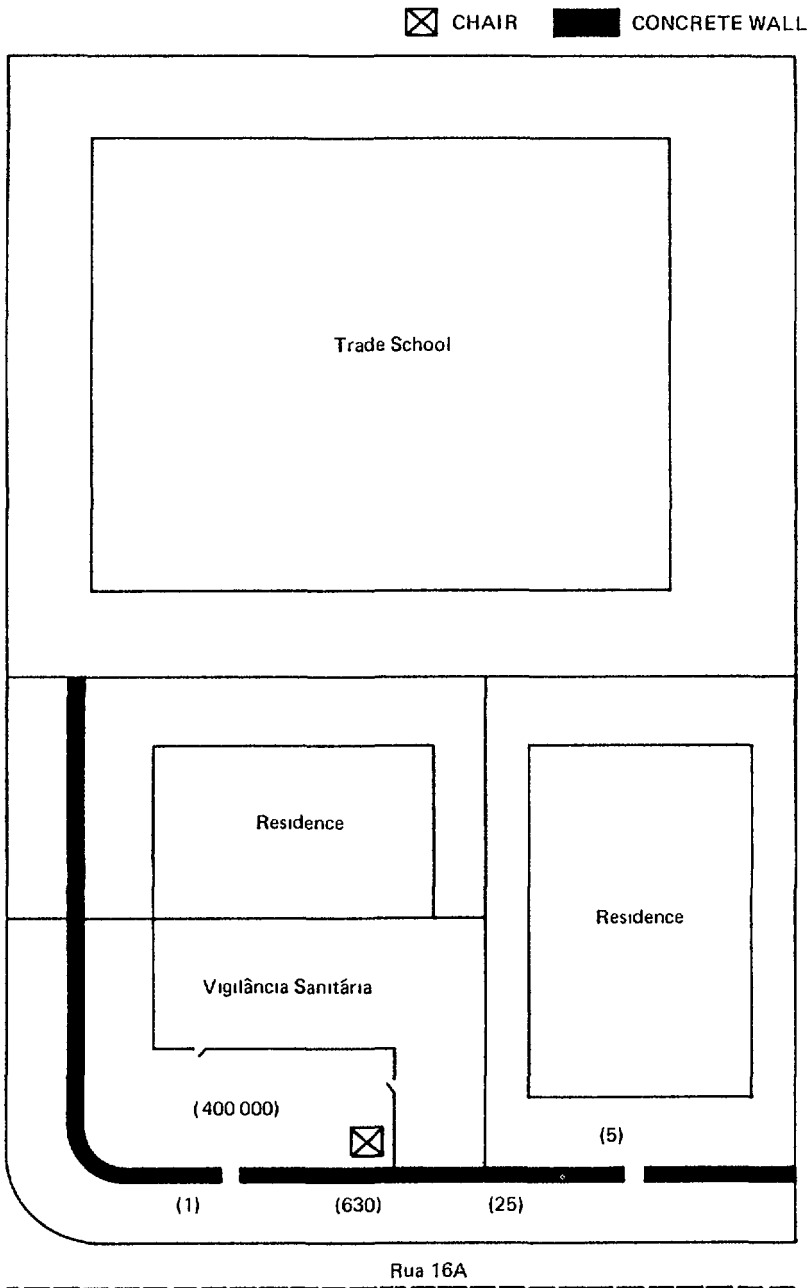 CHAIR CONCRETE WALL
Trade School
Residence
Residence
Vigilância Sanitária
(400 000)
(5)
(1) (630) (25)
Rua 16A